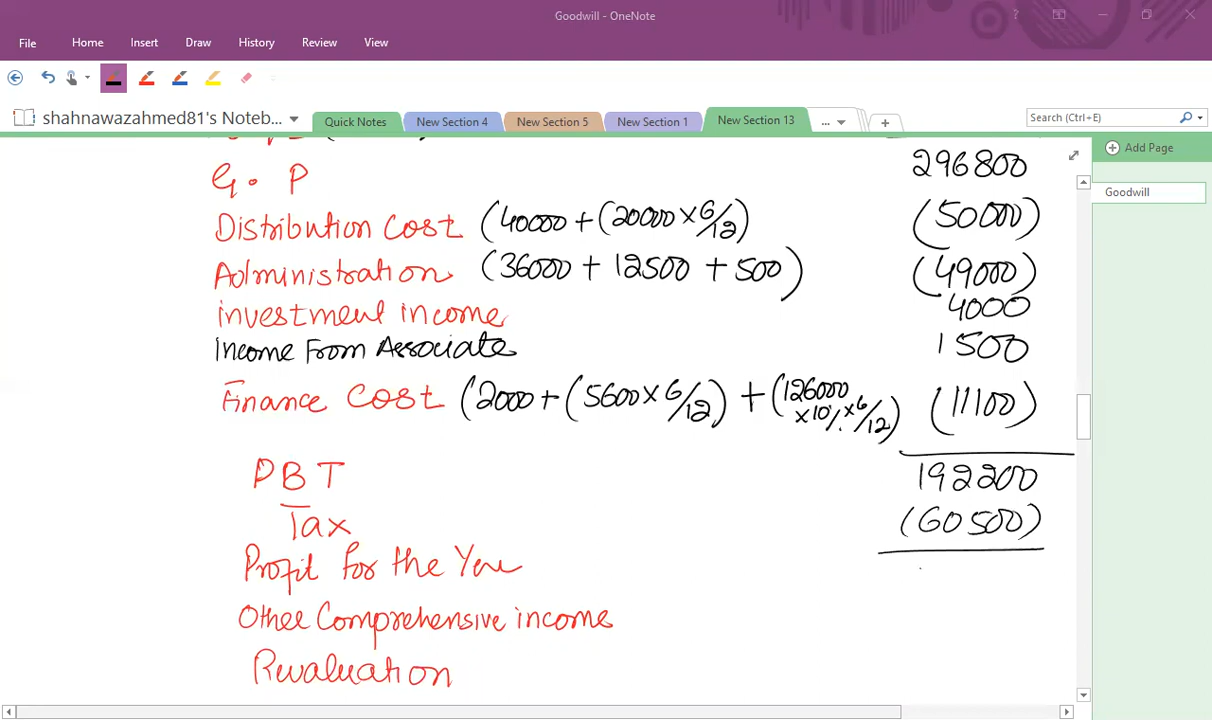 Goodwill - OneNote
File Home Insert Draw History Review View
shahnawazahmed81's Noteb... Quick Notes New Section 4 New Section 5 New Section 1 New Section 13 ... Search (Ctrl+E)
Add Page
Goodwill
296800
G. P
Distribution Cost (40000 + (20000 × 6/12) (50000)
Administration (36000 + 12500 + 500) (49000)
investment income 4000
Income From Associate 1500
Finance Cost (2000 + (5600 × 6/12) + (126000 × 10% × 6/12) (11100)
PBT 192200
Tax (60500)
Profit for the
Other Comprehensive income
Revaluation